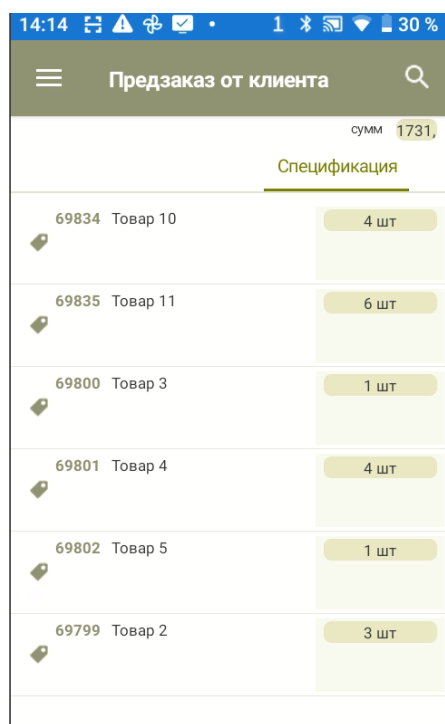 14:14 1 30 %
Предзаказ от клиента
сумм 1731,
Спецификация
69834 Товар 10 4 шт
69835 Товар 11 6 шт
69800 Товар 3 1 шт
69801 Товар 4 4 шт
69802 Товар 5 1 шт
69799 Товар 2 3 шт